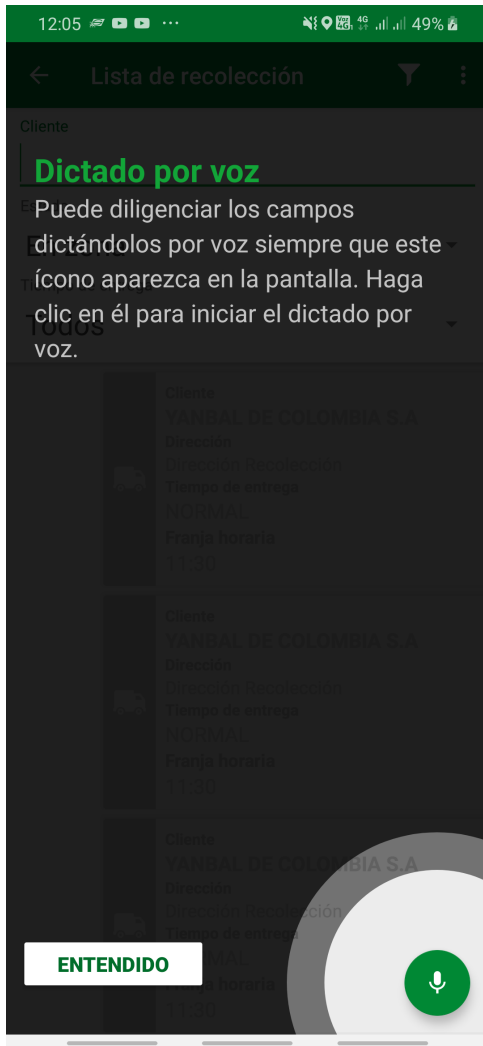 12:05
49%
Lista de recolección
Cliente
Dictado por voz
Puede diligenciar los campos
dictándolos por voz siempre que este
ícono aparezca en la pantalla. Haga
clic en él para iniciar el dictado por
voz.
En Zona
Todos
Cliente
YANBAL DE COLOMBIA S.A
Dirección
Dirección Recolección
Tiempo de entrega
NORMAL
Franja horaria
11:30
Cliente
YANBAL DE COLOMBIA S.A
Dirección
Dirección Recolección
Tiempo de entrega
NORMAL
Franja horaria
11:30
Cliente
YANBAL DE COLOMBIA S.A
Dirección
Dirección Recolección
Tiempo de entrega
ENTENDIDO
horaria
11:30